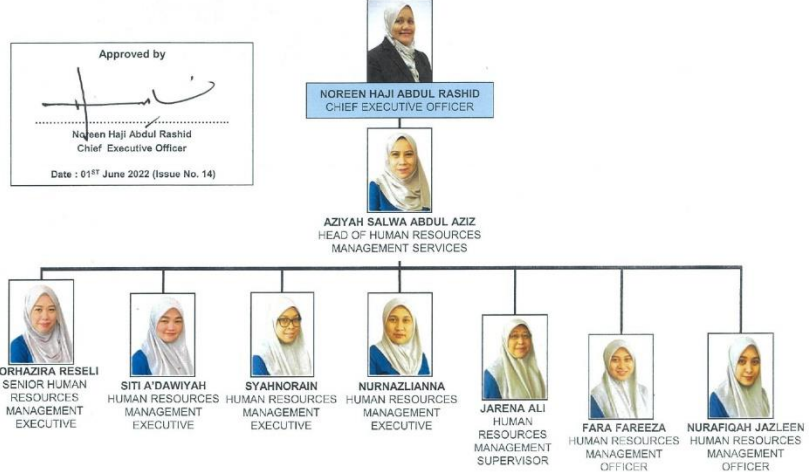 Approved by
Noreen Haji Abdul Rashid
Chief Executive Officer
Date : 01ST June 2022 (Issue No. 14)
NOREEN HAJI ABDUL RASHID
CHIEF EXECUTIVE OFFICER
AZIYAH SALWA ABDUL AZIZ
HEAD OF HUMAN RESOURCES
MANAGEMENT SERVICES
ORHAZIRA RESELI
SENIOR HUMAN
RESOURCES
MANAGEMENT
EXECUTIVE
SITI A'DAWIYAH
HUMAN RESOURCES
MANAGEMENT
EXECUTIVE
SYAHNORAIN
HUMAN RESOURCES
MANAGEMENT
EXECUTIVE
NURNAZLIANNA
HUMAN RESOURCES
MANAGEMENT
EXECUTIVE
JARENA ALI
HUMAN
RESOURCES
MANAGEMENT
SUPERVISOR
FARA FAREEZA
HUMAN RESOURCES
MANAGEMENT
OFFICER
NURAFIQAH JAZLEEN
HUMAN RESOURCES
MANAGEMENT
OFFICER